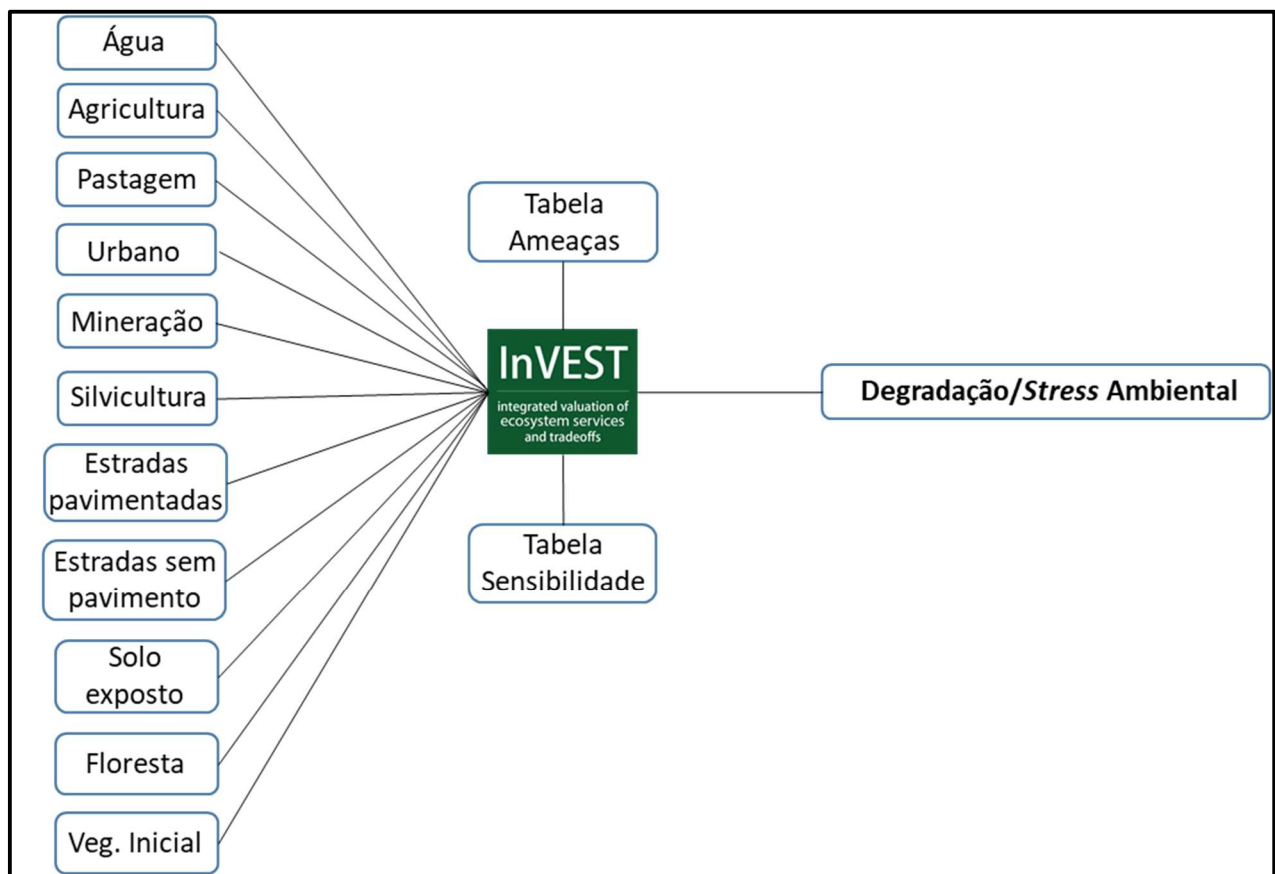 Água
Agricultura
Pastagem
Urbano
Mineração
Silvicultura
Estradas
pavimentadas
Estradas sem
pavimento
Solo
exposto
Floresta
Veg. Inicial
Tabela
Ameaças
InVEST
integrated valuation of
ecosystem services
and tradeoffs
Tabela
Sensibilidade
Degradação/Stress Ambiental